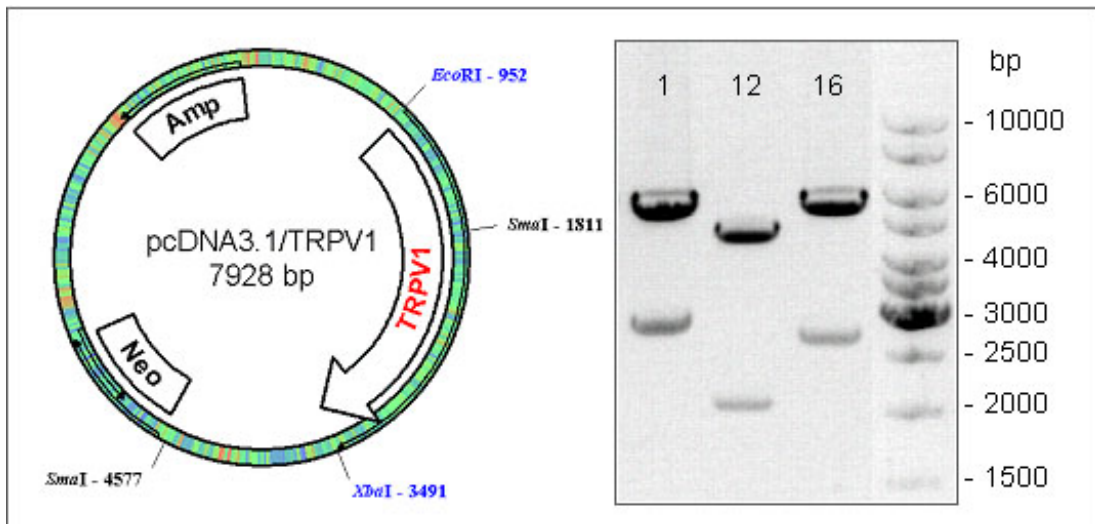 EcoRI - 952
Amp
SmaI - 1811
pcDNA3.1/TRPV1
7928 bp
TRPV1
Neo
SmaI - 4577
XbaI - 3491
bp
1 12 16
- 10000
- 6000
- 4000
- 3000
- 2500
- 2000
- 1500